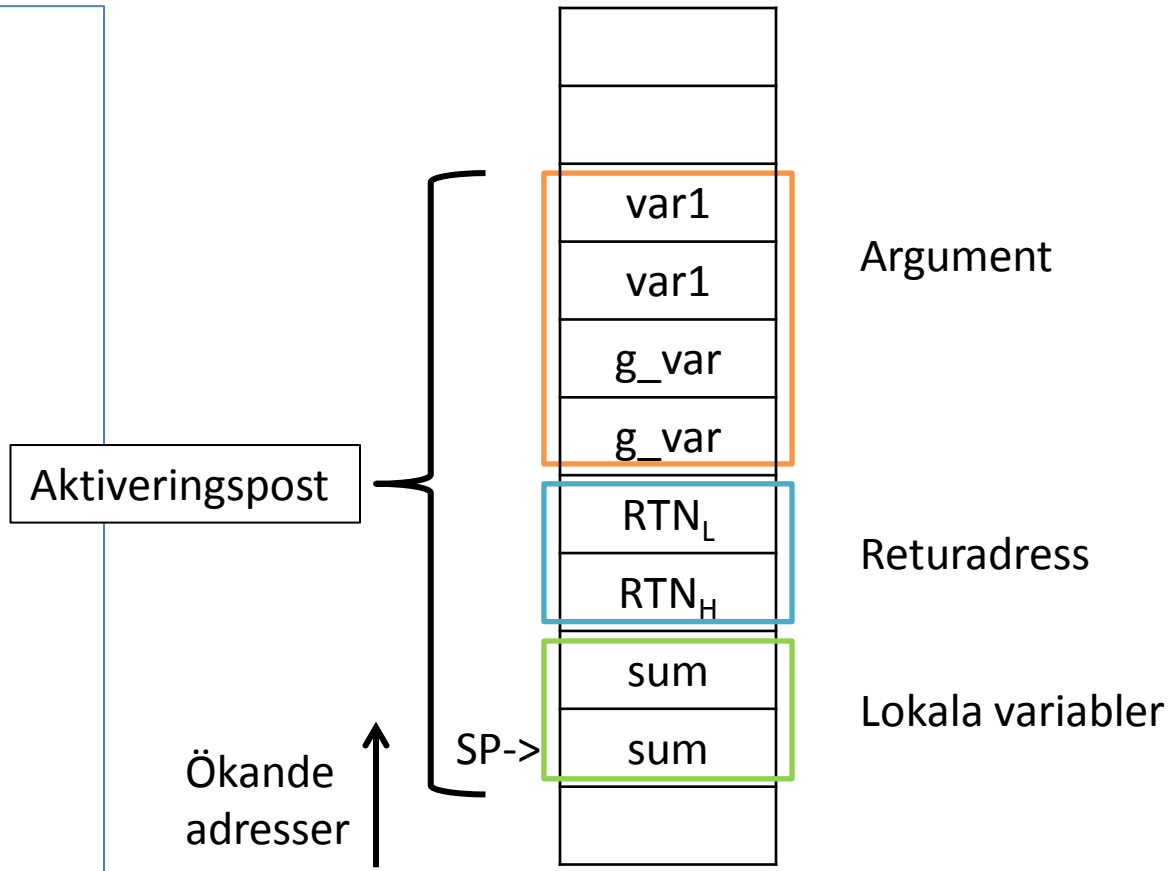 var1
Argument
var1
g_var
g_var
Aktiveringspost
RTNL
Returadress
RTNH
sum
Lokala variabler
SP->
sum
Ökande
adresser